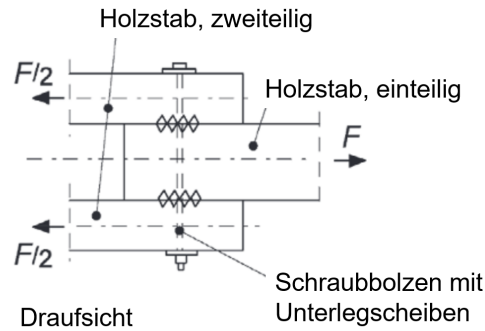 Holzstab, zweiteilig
F/2
Holzstab, einteilig
F
F/2
Schraubbolzen mit
Unterlegscheiben
Draufsicht